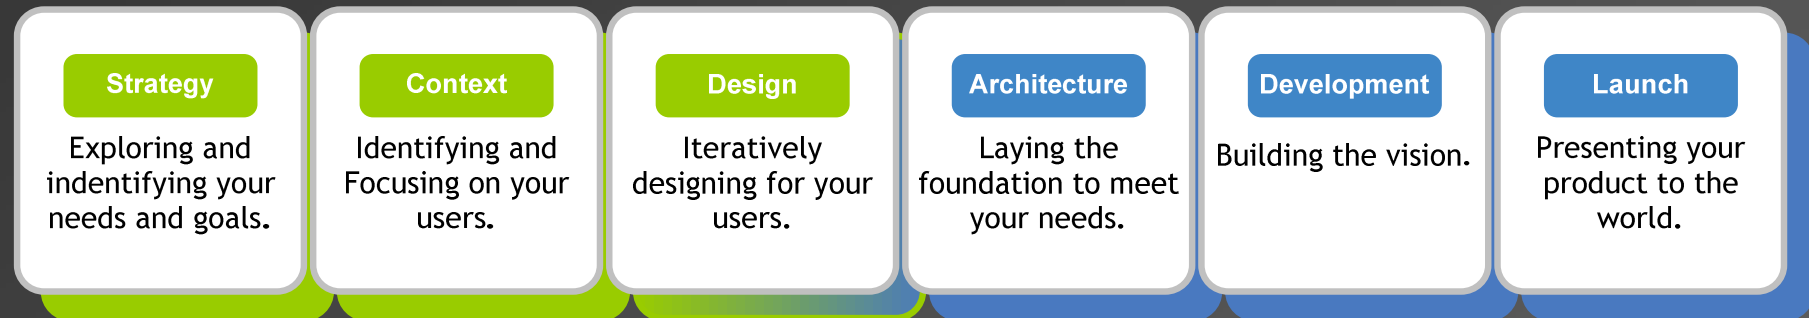 Strategy
Exploring and
indentifying your
needs and goals.
Context
Identifying and
Focusing on your
users.
Design
Iteratively
designing for your
users.
Architecture
Laying the
foundation to meet
your needs.
Development
Building the vision.
Launch
Presenting your
product to the
world.